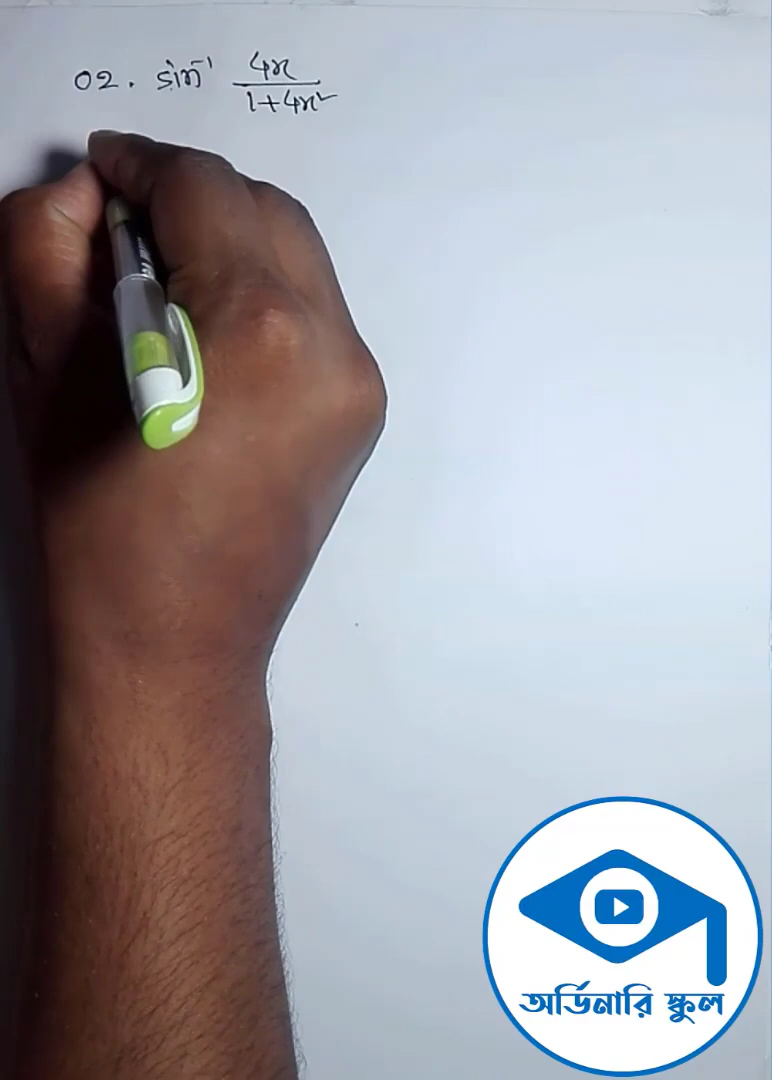 02. sin⁻¹ 4x / 1+4x²
অর্ডিনারি স্কুল